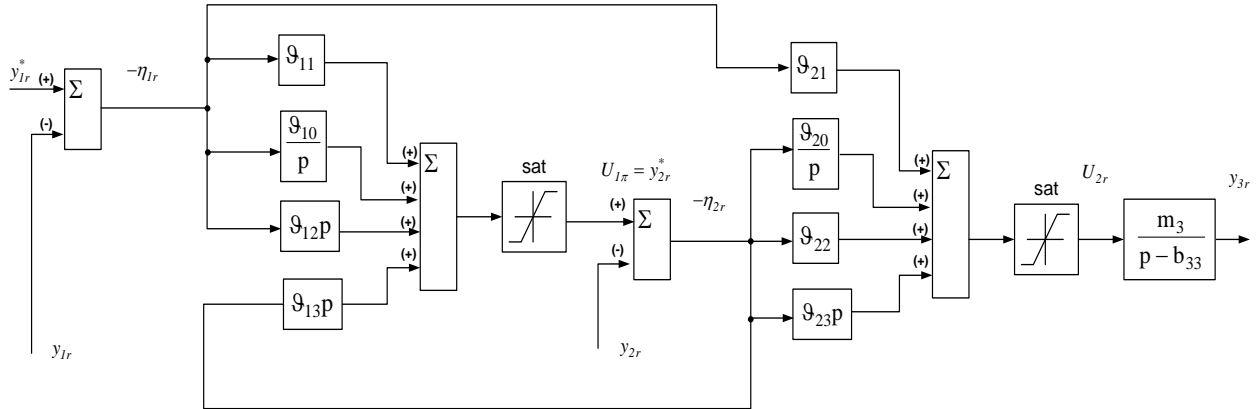 y*1r (+)
Σ
(-)
y1r
−η1r
ϑ11
ϑ10
p
ϑ12p
ϑ13p
(+)
(+)
(+)
(+)
Σ
sat
U1π = y*2r
(+)
Σ
(-)
y2r
−η2r
ϑ21
ϑ20
p
ϑ22
ϑ23p
(+)
(+)
(+)
(+)
Σ
sat
U2r
m3
p − b33
y3r